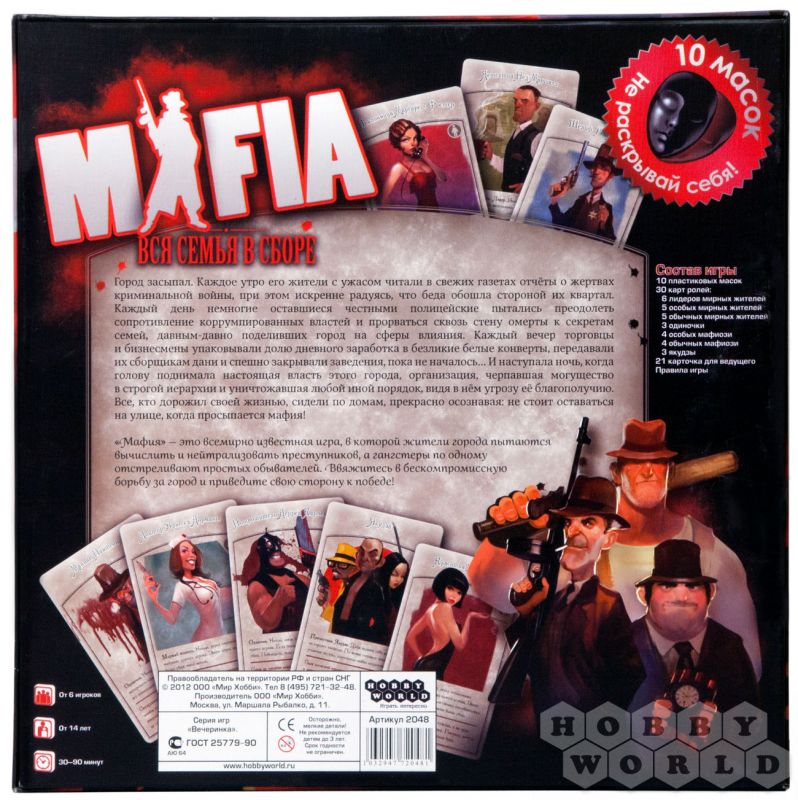 MAFIA
ВСЯ СЕМЬЯ В СБОРЕ
10 МАСОК
Не раскрывай себя!
Город засыпал. Каждое утро его жители с ужасом читали в свежих газетах отчёты о жертвах
криминальной войны, при этом искренне радуясь, что беда обошла стороной их квартал.
Каждый день немногие оставшиеся честными полицейские пытались преодолеть
сопротивление коррумпированных властей и прорваться сквозь стену омерты к секретам
семей, давным-давно поделивших город на сферы влияния. Каждый вечер торговцы
и бизнесмены упаковывали долю дневного заработка в безликие белые конверты, передавали
их сборщикам дани и спешно закрывали заведения, пока не началось... И наступала ночь, когда
голову поднимала настоящая власть этого города, организация, черпавшая могущество
в строгой иерархии и уничтожавшая любой иной порядок, видя в нём угрозу её благополучию.
Все, кто дорожил своей жизнью, сидели по домам, прекрасно осознавая: не стоит оставаться
на улице, когда просыпается мафия!
«Мафия» – это всемирно известная игра, в которой жители города пытаются
вычислить и нейтрализовать преступников, а гангстеры по одному
отстреливают простых обывателей. Ввяжитесь в бескомпромиссную
борьбу за город и приведите свою сторону к победе!
Состав игры
10 пластиковых масок
30 карт ролей:
6 лидеров мирных жителей
5 особых мирных жителей
5 обычных мирных жителей
3 одиночки
4 особых мафиози
4 обычных мафиози
3 якудзы
21 карточка для ведущего
Правила игры
От 6 игроков
От 14 лет
30–90 минут
Правообладатель на территории РФ и стран СНГ
© 2012 ООО «Мир Хобби». Тел 8 (495) 721-32-48.
Производитель ООО «Мир Хобби».
Москва, ул. Маршала Рыбалко, д. 11.
HOBBY
WORLD
Играть интересно
Серия игр
«Вечеринка».
ГОСТ 25779-90
АЮ 64
Осторожно,
мелкие детали!
Не рекомендуется
детям до 3 лет.
Срок годности
не ограничен.
www.hobbyworld.ru
Артикул 2048
1032947720481
HOBBY
WORLD